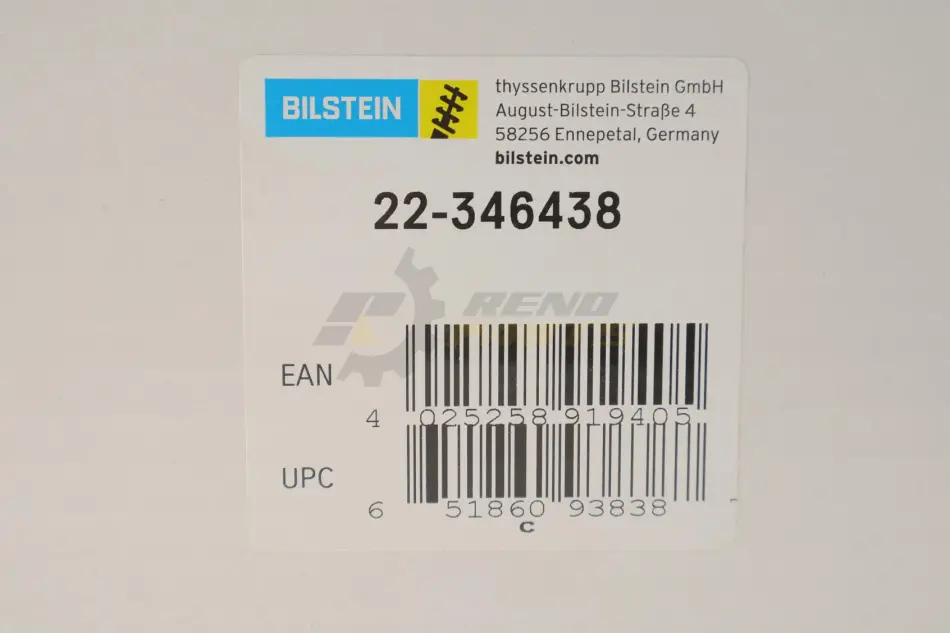 BILSTEIN
thyssenkrupp Bilstein GmbH
August-Bilstein-Straße 4
58256 Ennepetal, Germany
bilstein.com
22-346438
RENO
PARTS
EAN
4 025258 919405
UPC
6 51860 93838
C